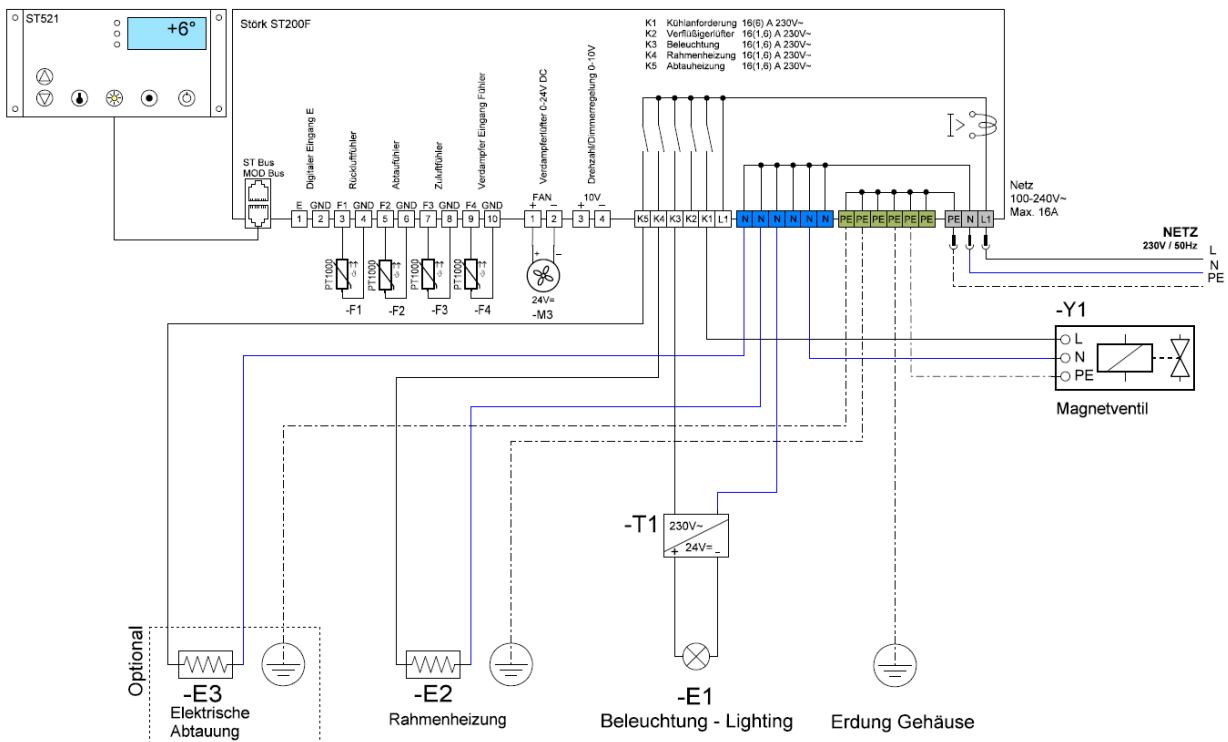 ST521
+6°
Störk ST200F
K1 Kühlanforderung 16(6) A 230V~
K2 Verflüßigerlüfter 16(1,6) A 230V~
K3 Beleuchtung 16(1,6) A 230V~
K4 Rahmenheizung 16(1,6) A 230V~
K5 Abtauheizung 16(1,6) A 230V~
Digitaler Eingang E
Rückluftfühler
Abtaufühler
Zuluftfühler
Verdampfer Eingang Fühler
Verdampferlüfter 0-24V DC
Drehzahl/Dimmerregelung 0-10V
ST Bus
MOD Bus
E GND F1 GND F2 GND F3 GND F4 GND
1 2 3 4 5 6 7 8 9 10
FAN
+ −
1 2
10V
+ −
3 4
K5 K4 K3 K2 K1 L1
N N N N N N
PE PE PE PE PE PE
PE N L1
I >
Netz
100-240V~
Max. 16A
NETZ
230V / 50Hz
L
N
PE
PT1000
-F1
PT1000
-F2
PT1000
-F3
PT1000
-F4
+ −
24V=
-M3
-Y1
L
N
PE
Magnetventil
-T1
230V~
+ 24V= -
Optional
-E3
Elektrische
Abtauung
-E2
Rahmenheizung
-E1
Beleuchtung - Lighting
Erdung Gehäuse